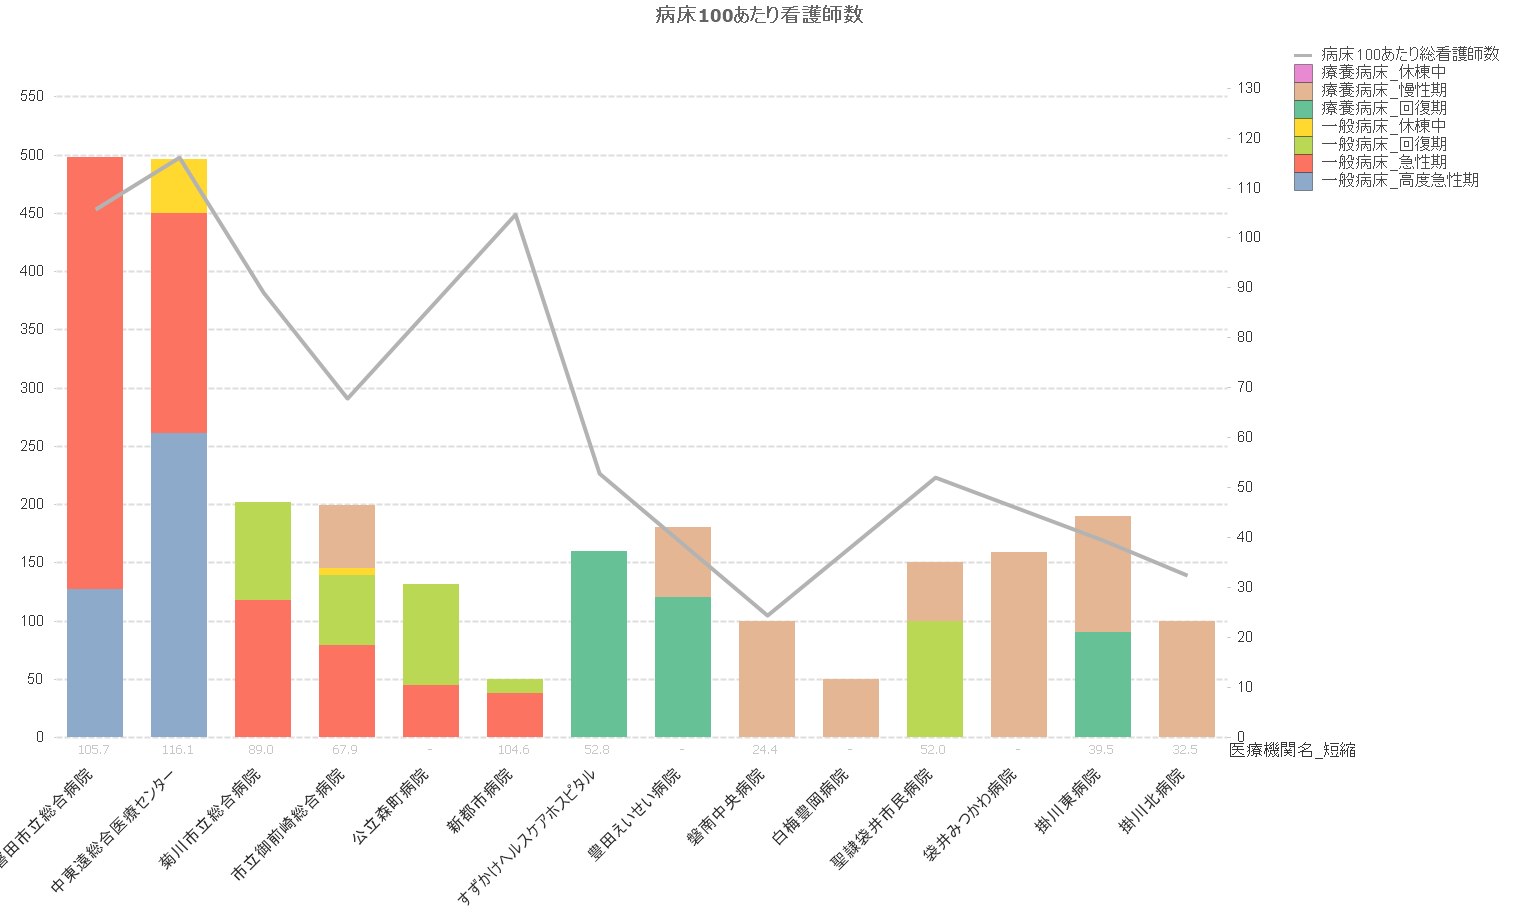 病床100あたり看護師数
病床100あたり総看護師数
療養病床_休棟中
療養病床_慢性期
療養病床_回復期
一般病床_休棟中
一般病床_回復期
一般病床_急性期
一般病床_高度急性期
550
500
450
400
350
300
250
200
150
100
50
0
130
120
110
100
90
80
70
60
50
40
30
20
10
0
105.7 116.1 89.0 67.9 - 104.6 52.8 - 24.4 - 52.0 - 39.5 32.5
医療機関名_短縮
磐田市立総合病院
中東遠総合医療センター
菊川市立総合病院
市立御前崎総合病院
公立森町病院
新都市病院
すずかけヘルスケアホスピタル
豊田えいせい病院
磐南中央病院
白梅豊岡病院
聖隷袋井市民病院
袋井みつかわ病院
掛川東病院
掛川北病院